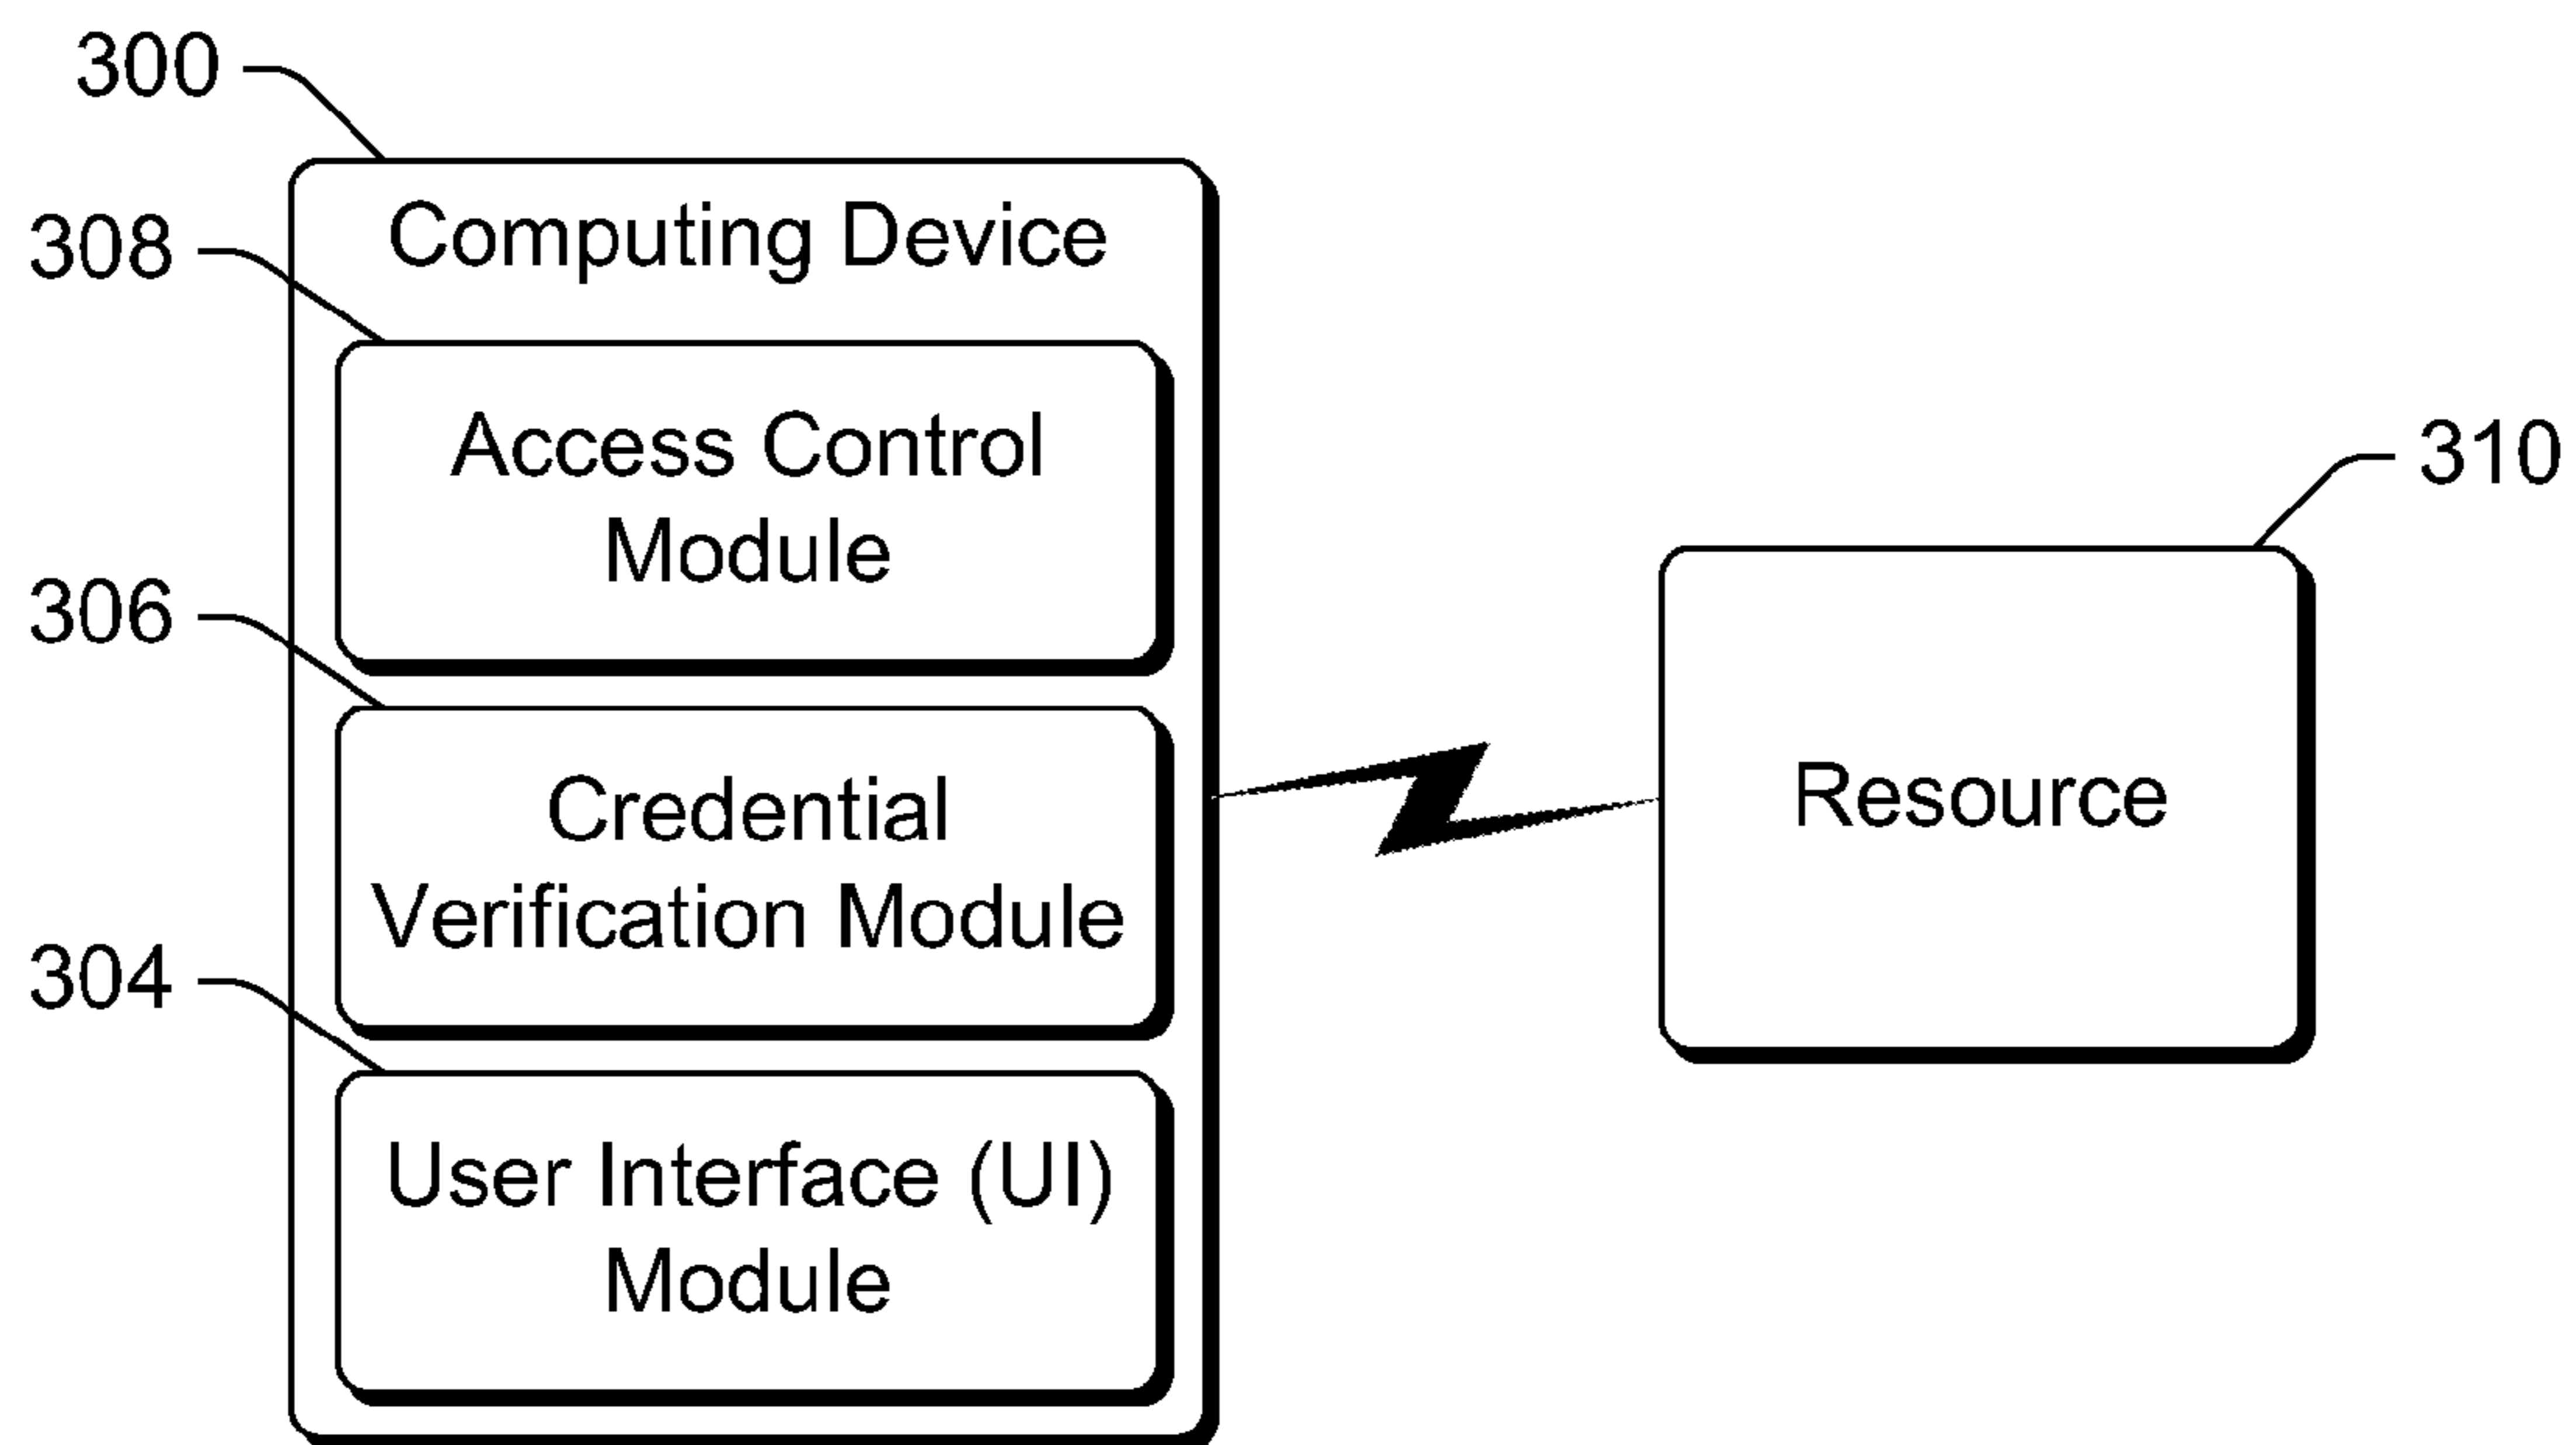 300
Computing Device
308
Access Control
Module
310
306
Credential
Verification Module
Resource
304
User Interface (UI)
Module